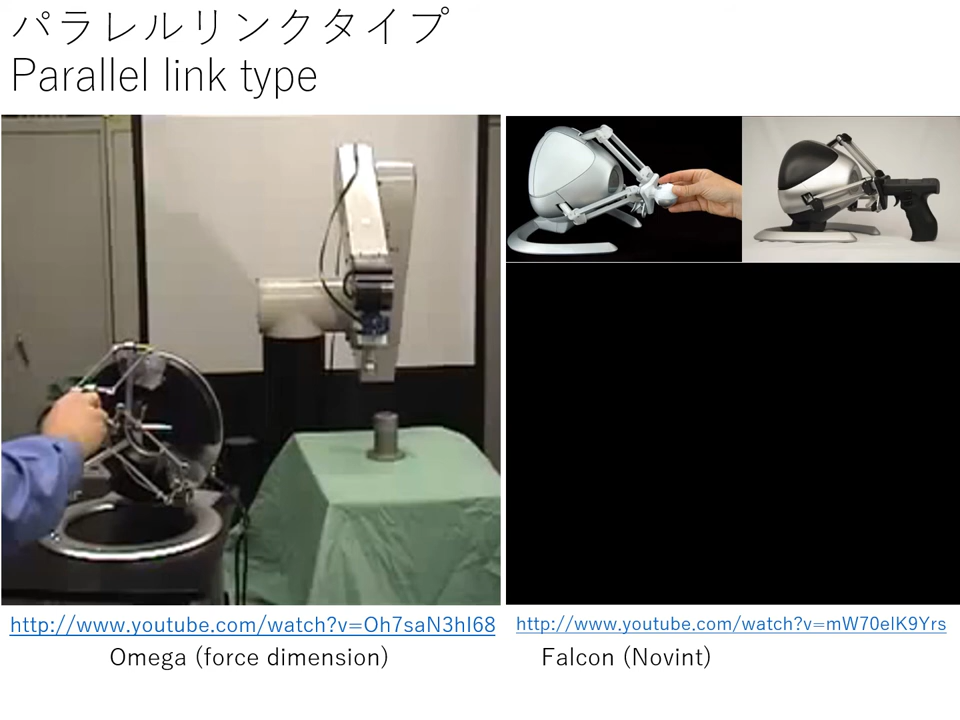 パラレルリンクタイプ
Parallel link type
http://www.youtube.com/watch?v=Oh7saN3hI68
http://www.youtube.com/watch?v=mW70elK9Yrs
Omega (force dimension)
Falcon (Novint)